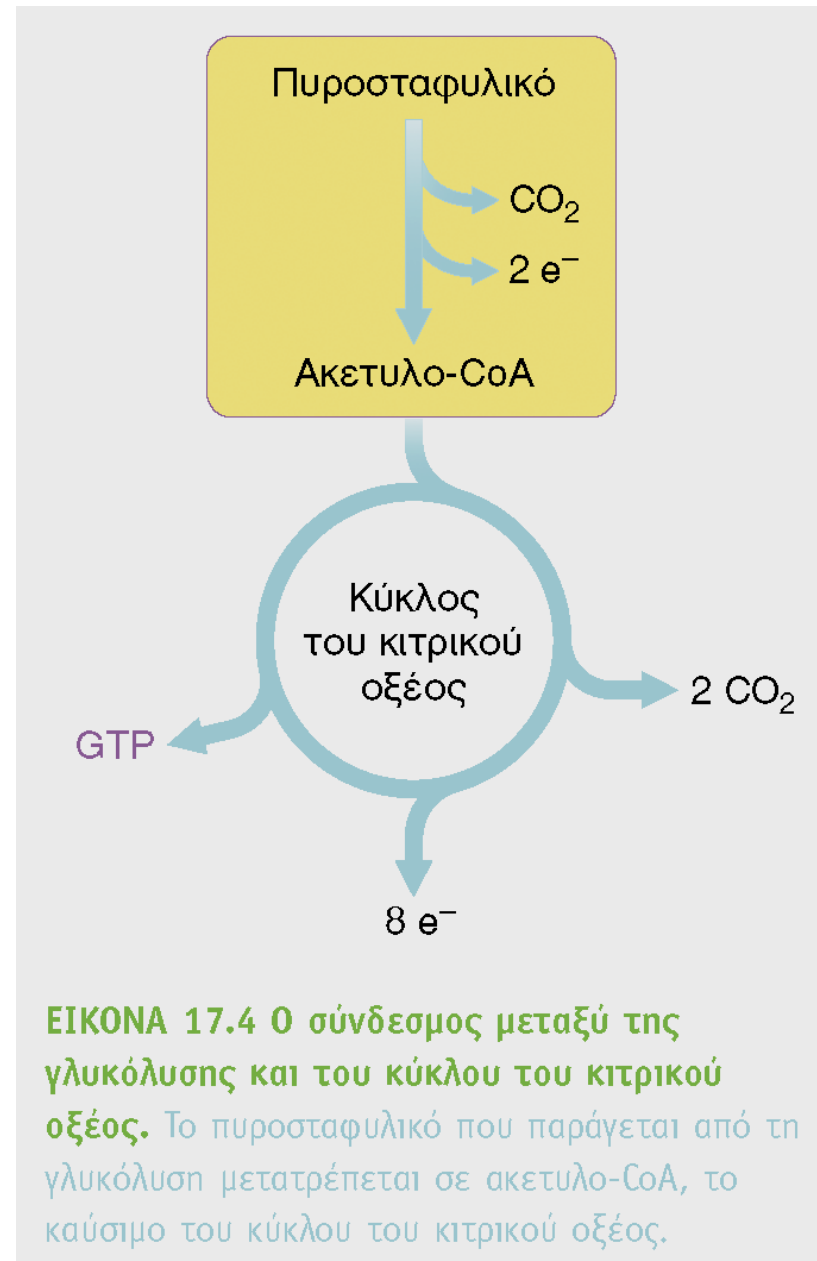 Πυροσταφυλικό
CO₂
2 e⁻
Ακετυλο-CoA
Κύκλος
του κιτρικού
οξέος
2 CO₂
GTP
8 e⁻
ΕΙΚΟΝΑ 17.4 Ο σύνδεσμος μεταξύ της
γλυκόλυσης και του κύκλου του κιτρικού
οξέος. Το πυροσταφυλικό που παράγεται από τη
γλυκόλυση μετατρέπεται σε ακετυλο-CoA, το
καύσιμο του κύκλου του κιτρικού οξέος.